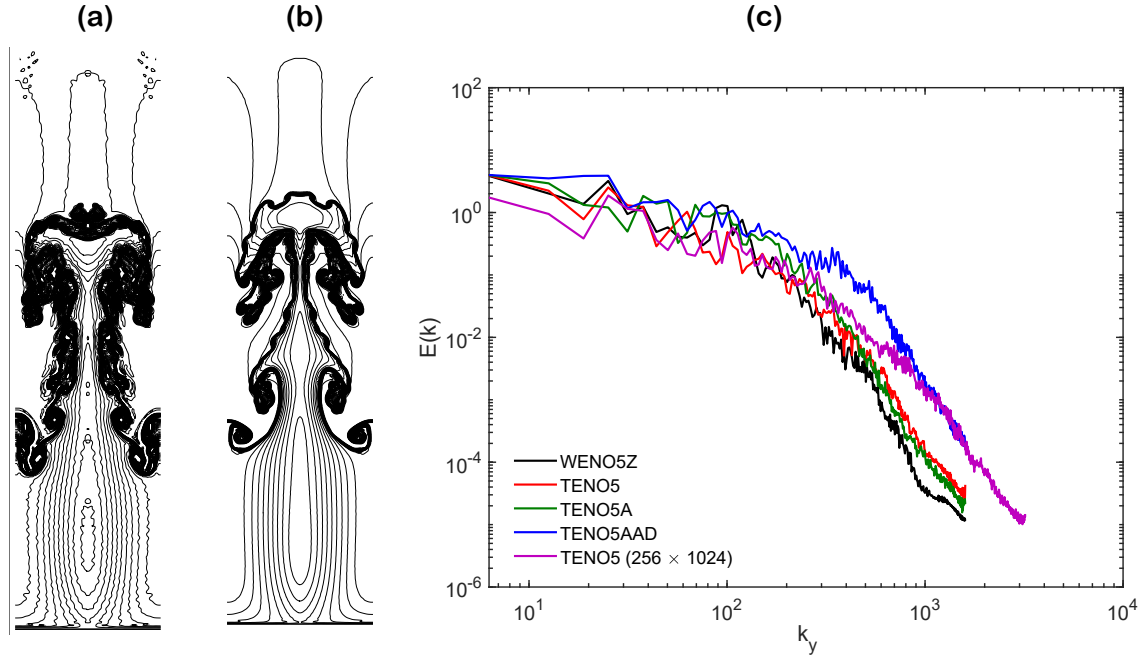 (a)
(b)
(c)
10^2
10^0
10^-2
10^-4
10^-6
E(k)
WENO5Z
TENO5
TENO5A
TENO5AAD
TENO5 (256 × 1024)
10^1
10^2
10^3
10^4
k_y